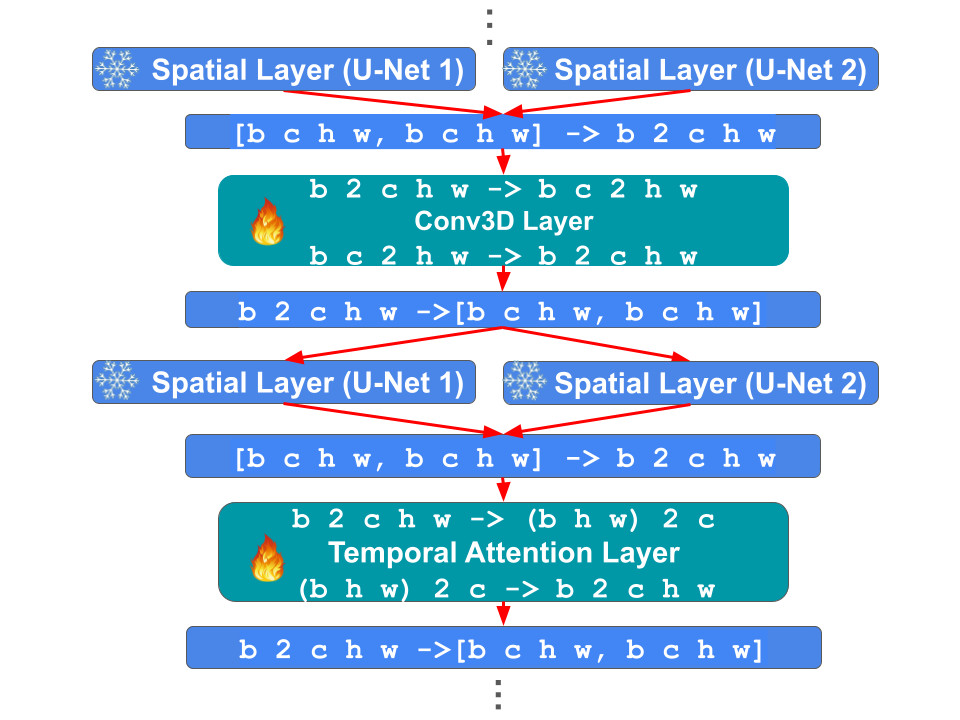 Spatial Layer (U-Net 1)
Spatial Layer (U-Net 2)
[b c h w, b c h w] -> b 2 c h w
b 2 c h w -> b c 2 h w
Conv3D Layer
b c 2 h w -> b 2 c h w
b 2 c h w ->[b c h w, b c h w]
Spatial Layer (U-Net 1)
Spatial Layer (U-Net 2)
[b c h w, b c h w] -> b 2 c h w
b 2 c h w -> (b h w) 2 c
Temporal Attention Layer
(b h w) 2 c -> b 2 c h w
b 2 c h w ->[b c h w, b c h w]